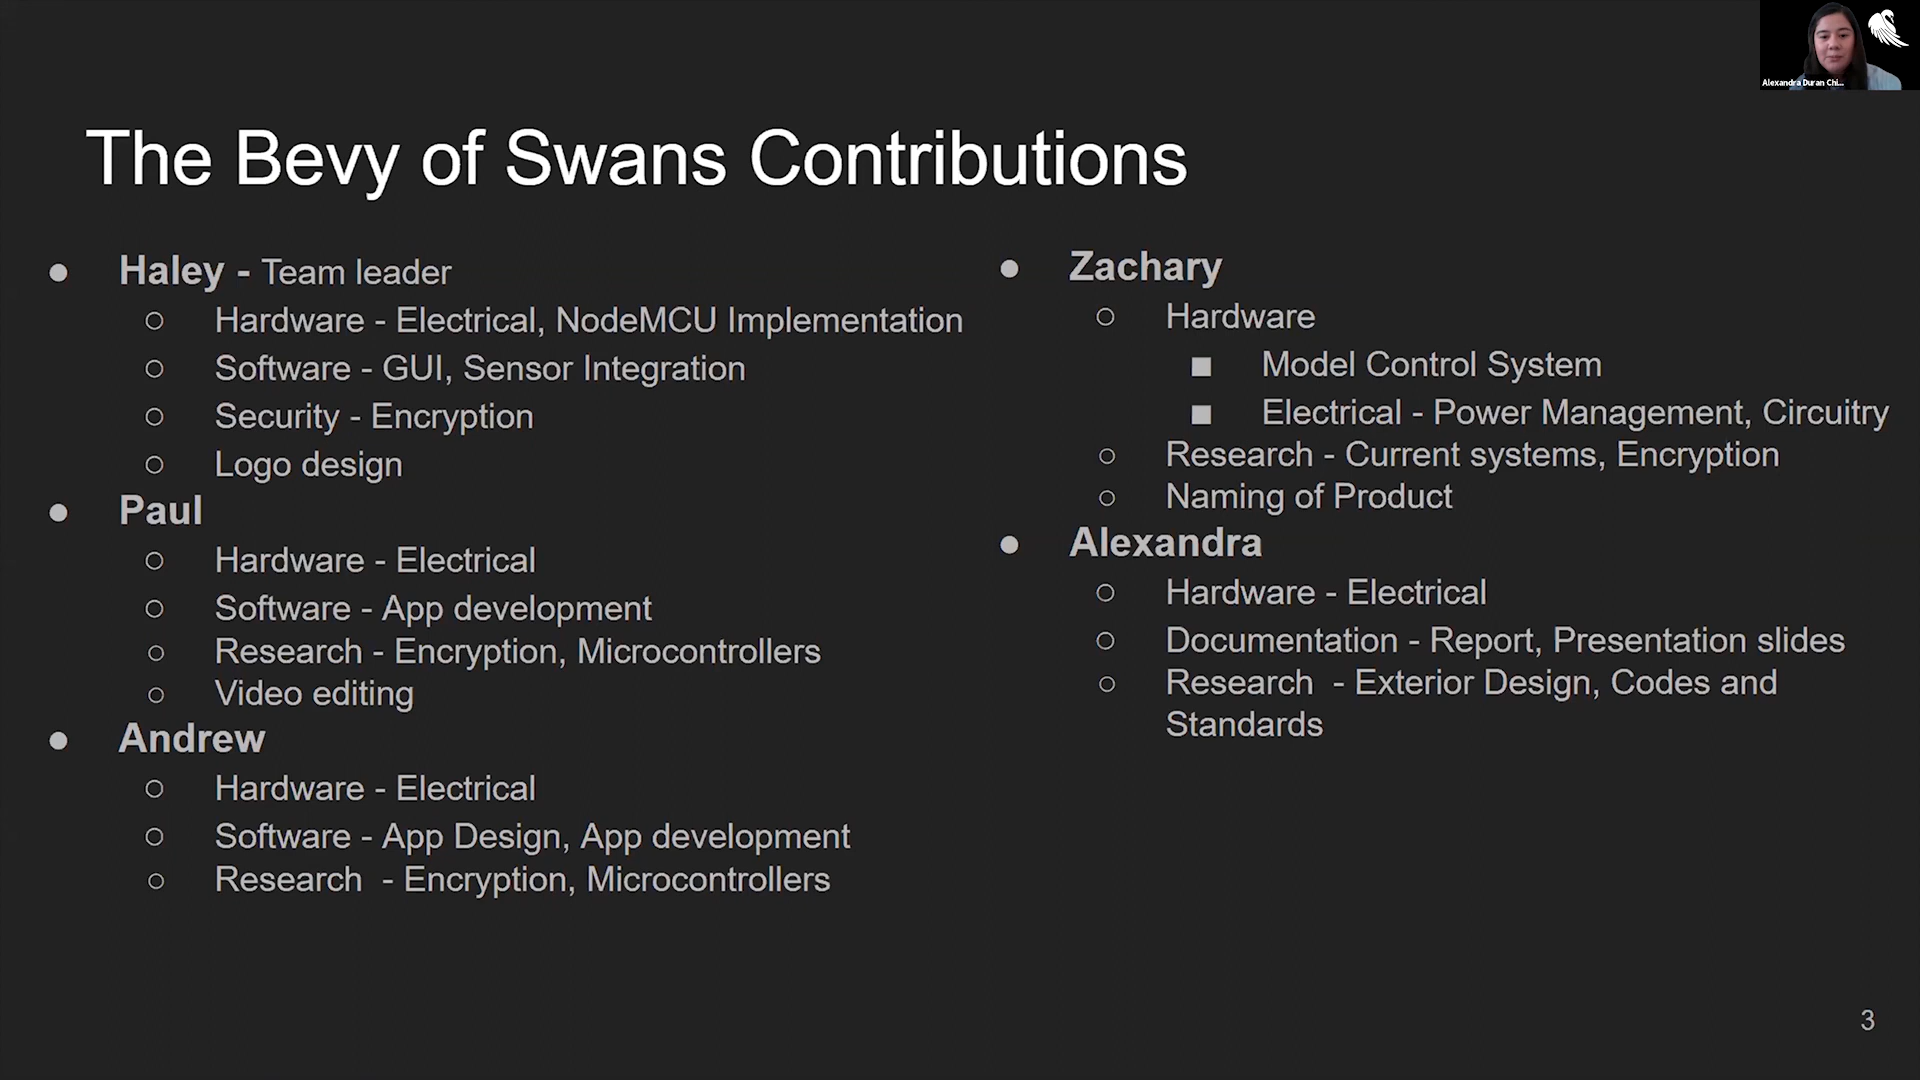 Alexandra Duran Chi...
The Bevy of Swans Contributions
● Haley - Team leader
○ Hardware - Electrical, NodeMCU Implementation
○ Software - GUI, Sensor Integration
○ Security - Encryption
○ Logo design
● Paul
○ Hardware - Electrical
○ Software - App development
○ Research - Encryption, Microcontrollers
○ Video editing
● Andrew
○ Hardware - Electrical
○ Software - App Design, App development
○ Research  - Encryption, Microcontrollers
● Zachary
○ Hardware
■ Model Control System
■ Electrical - Power Management, Circuitry
○ Research - Current systems, Encryption
○ Naming of Product
● Alexandra
○ Hardware - Electrical
○ Documentation - Report, Presentation slides
○ Research  - Exterior Design, Codes and
Standards
3